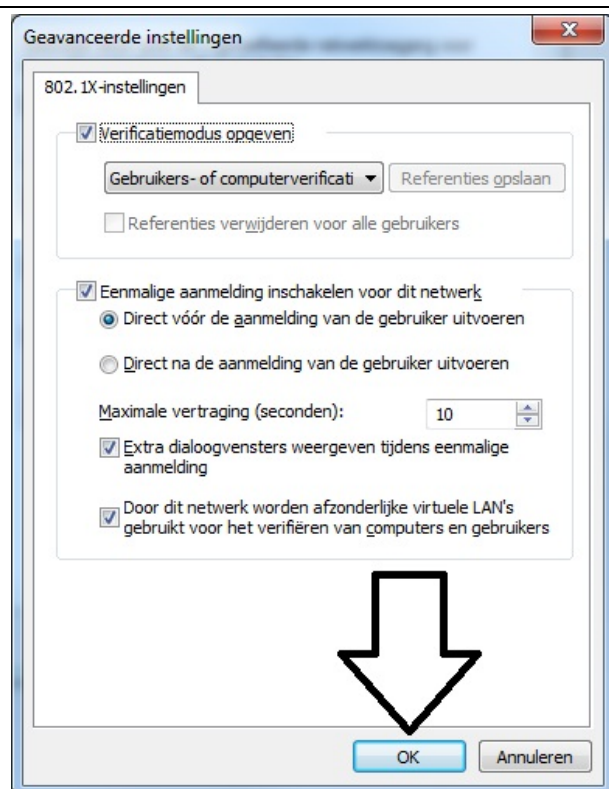 Geavanceerde instellingen
802.1X-instellingen
Verificatiemodus opgeven
Gebruikers- of computerverificati
Referenties opslaan
Referenties verwijderen voor alle gebruikers
Eenmalige aanmelding inschakelen voor dit netwerk
Direct vóór de aanmelding van de gebruiker uitvoeren
Direct na de aanmelding van de gebruiker uitvoeren
Maximale vertraging (seconden): 10
Extra dialoogvensters weergeven tijdens eenmalige
aanmelding
Door dit netwerk worden afzonderlijke virtuele LAN's
gebruikt voor het verifiëren van computers en gebruikers
OK
Annuleren